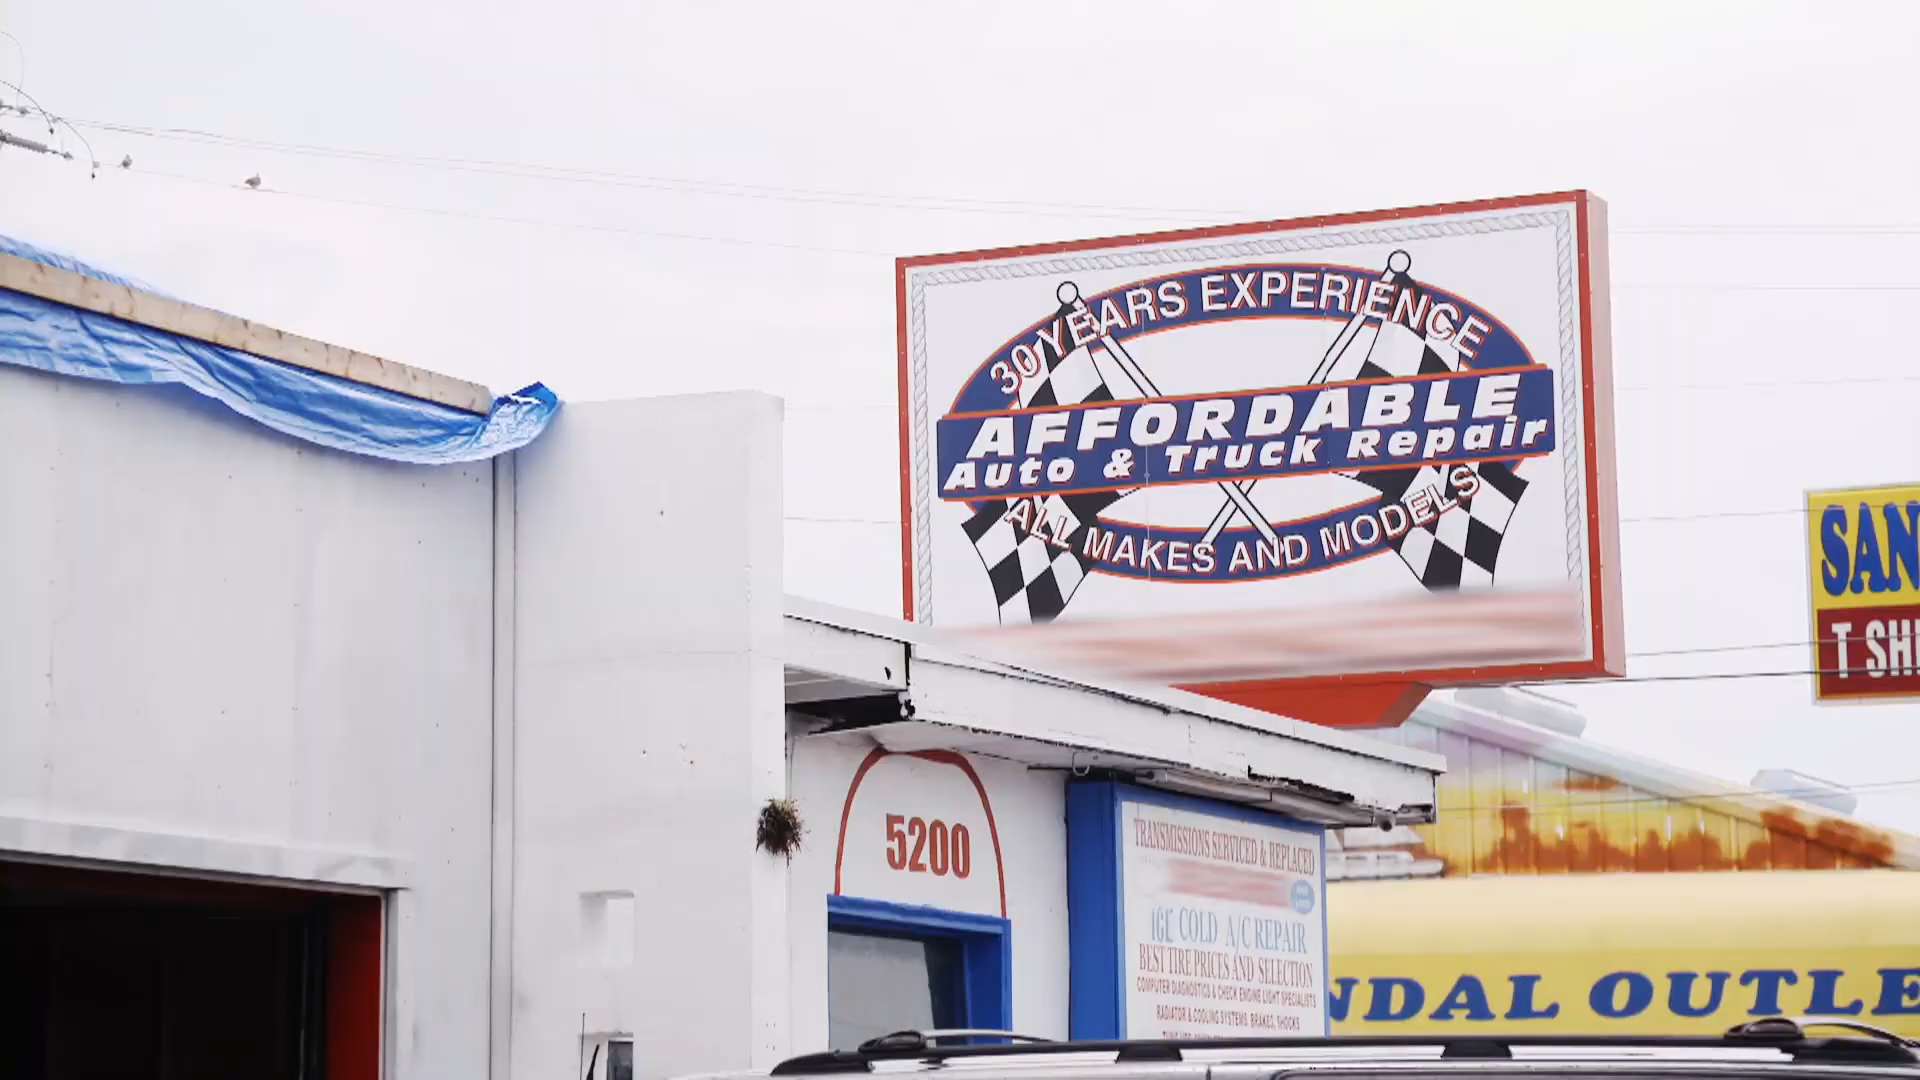 30 YEARS EXPERIENCE
AFFORDABLE
Auto & Truck Repair
ALL MAKES AND MODELS
SAN
T SHI
5200
TRANSMISSIONS SERVICED & REPLACED
ICE COLD A/C REPAIR
BEST TIRE PRICES AND SELECTION
COMPUTER DIAGNOSTICS & CHECK ENGINE LIGHT SPECIALISTS
RADIATOR & COOLING SYSTEMS, BRAKES, SHOCKS
NDAL OUTLE